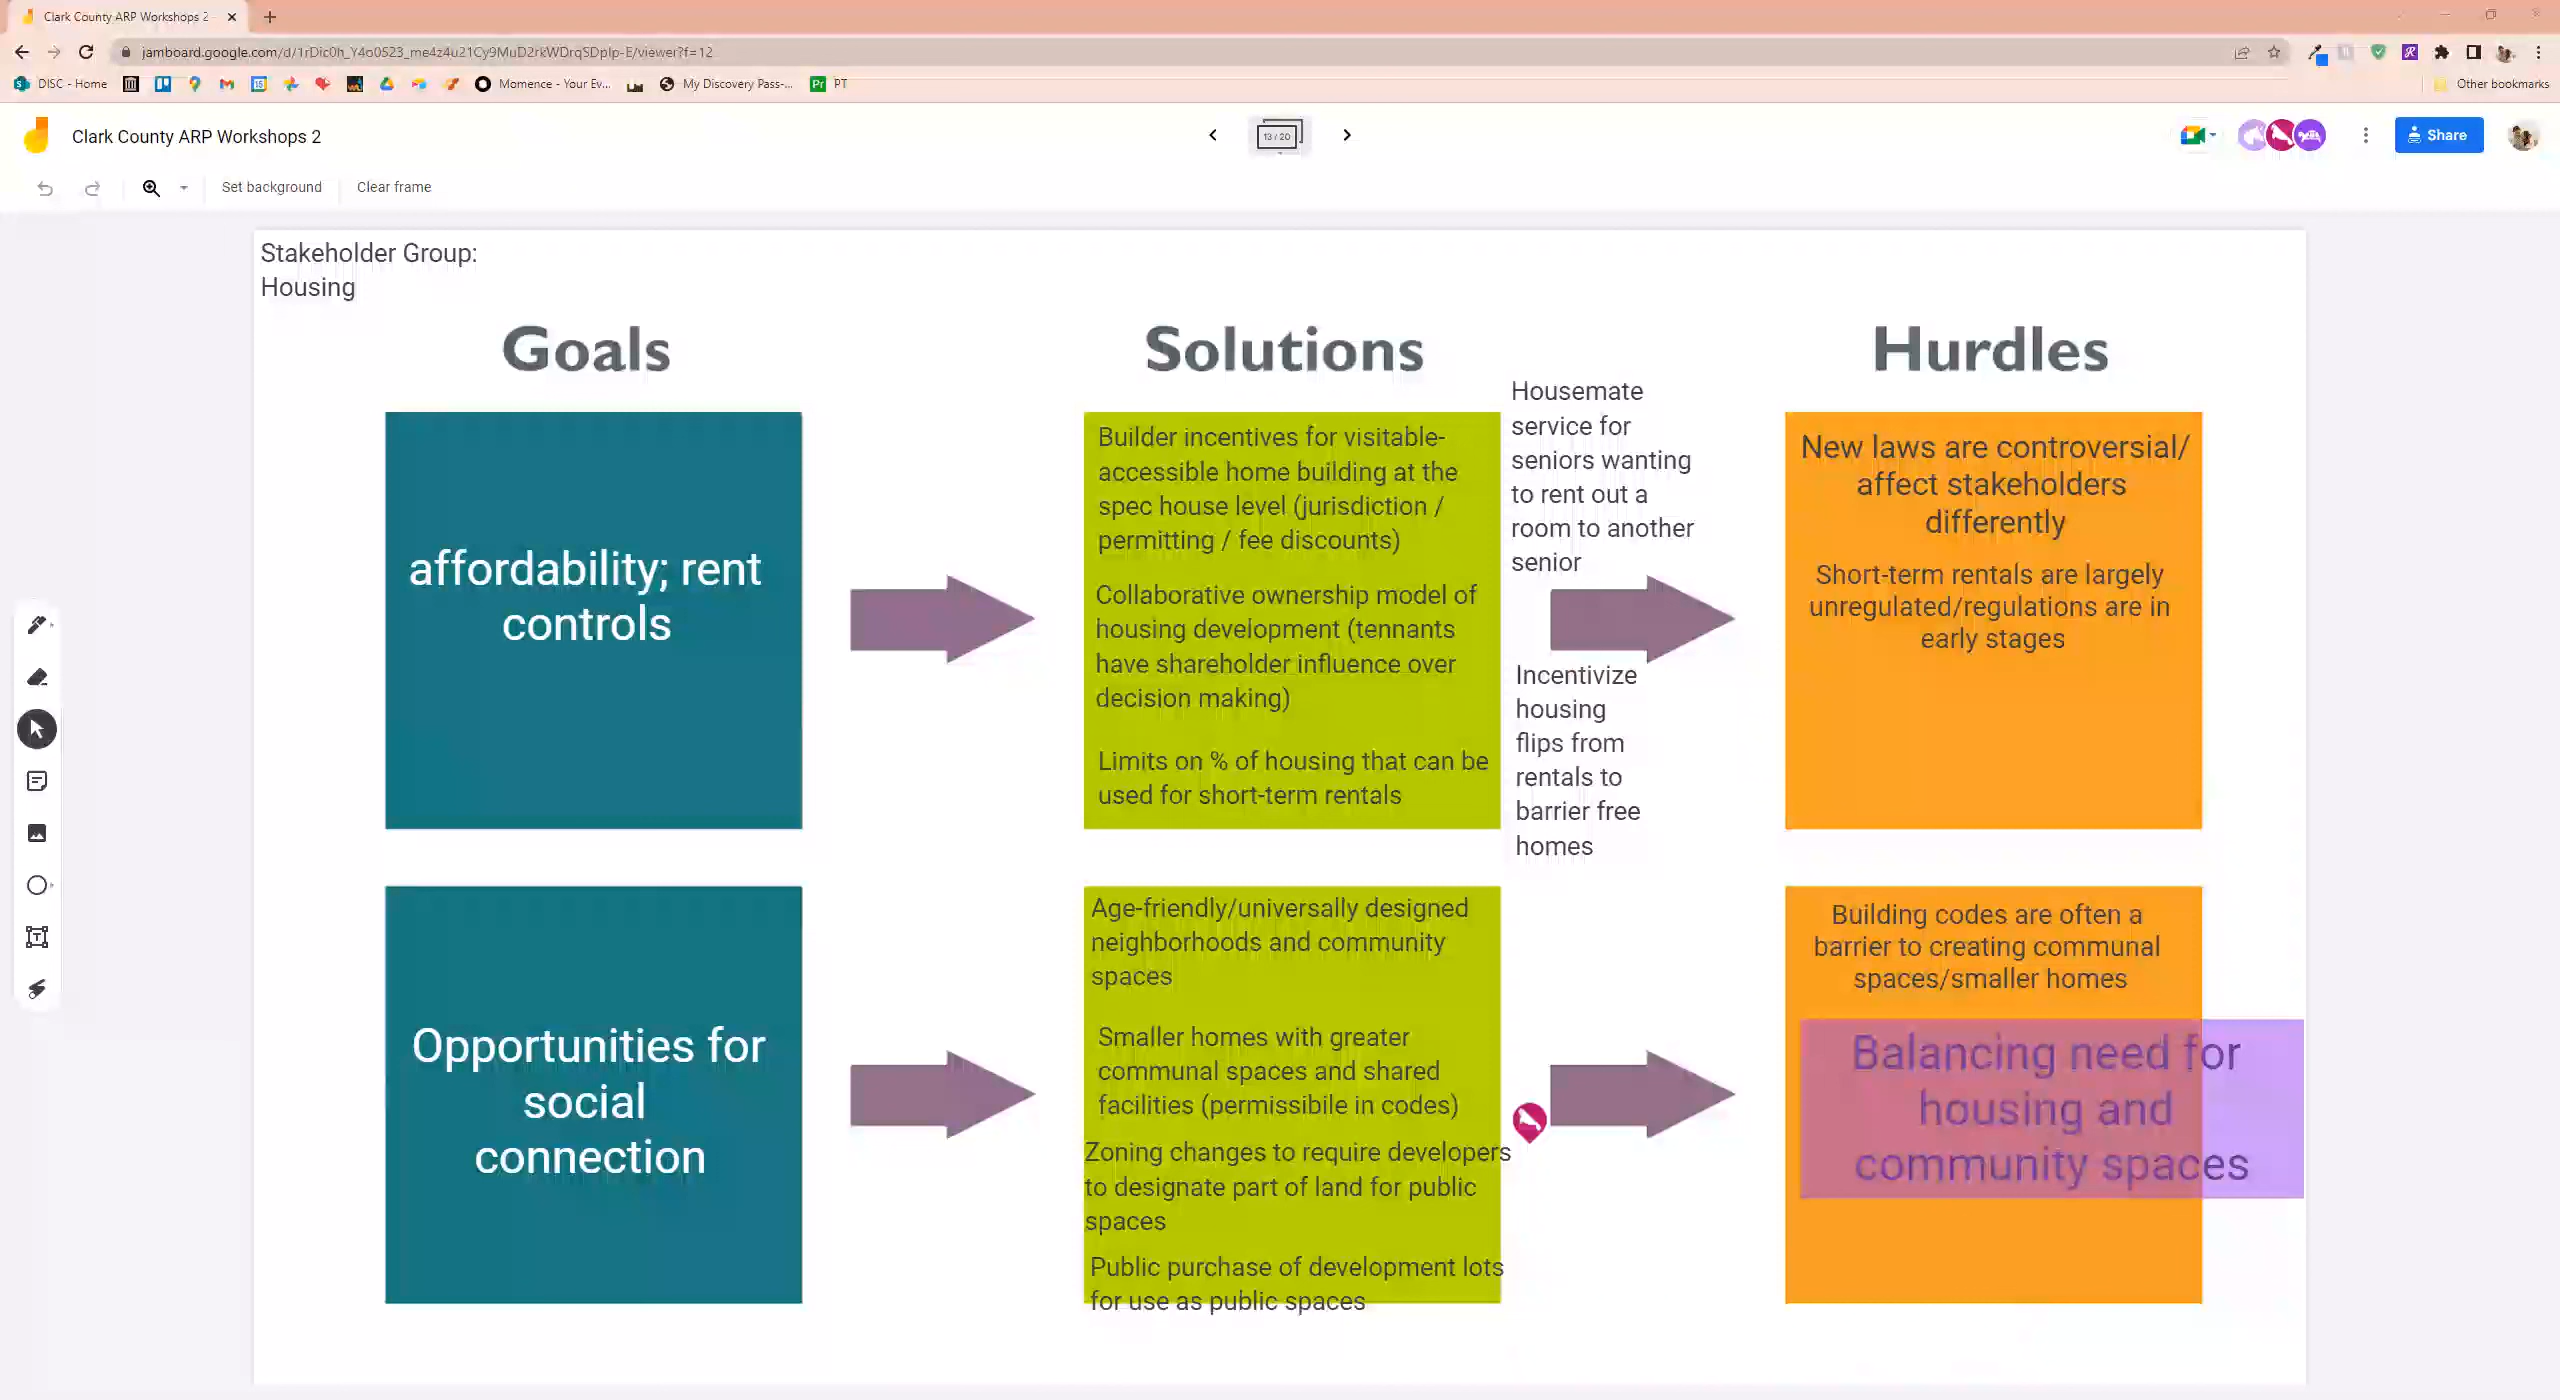 Clark County ARP Workshops 2
jamboard.google.com/d/1rDic0h_Y4o0523_me4z4u21Cy9MuD2rkWDrqSDplp-E/viewer?f=12
DISC - Home
Momence - Your Ev...
My Discovery Pass-...
Pr PT
Other bookmarks
Clark County ARP Workshops 2
13 / 20
Share
Set background
Clear frame
Stakeholder Group:
Housing
Goals
Solutions
Hurdles
affordability; rent
controls
Builder incentives for visitable-
accessible home building at the
spec house level (jurisdiction /
permitting / fee discounts)
Collaborative ownership model of
housing development (tennants
have shareholder influence over
decision making)
Limits on % of housing that can be
used for short-term rentals
Housemate
service for
seniors wanting
to rent out a
room to another
senior
Incentivize
housing
flips from
rentals to
barrier free
homes
New laws are controversial/
affect stakeholders
differently
Short-term rentals are largely
unregulated/regulations are in
early stages
Opportunities for
social
connection
Age-friendly/universally designed
neighborhoods and community
spaces
Smaller homes with greater
communal spaces and shared
facilities (permissibile in codes)
Zoning changes to require developers
to designate part of land for public
spaces
Public purchase of development lots
for use as public spaces
Building codes are often a
barrier to creating communal
spaces/smaller homes
Balancing need for
housing and
community spaces